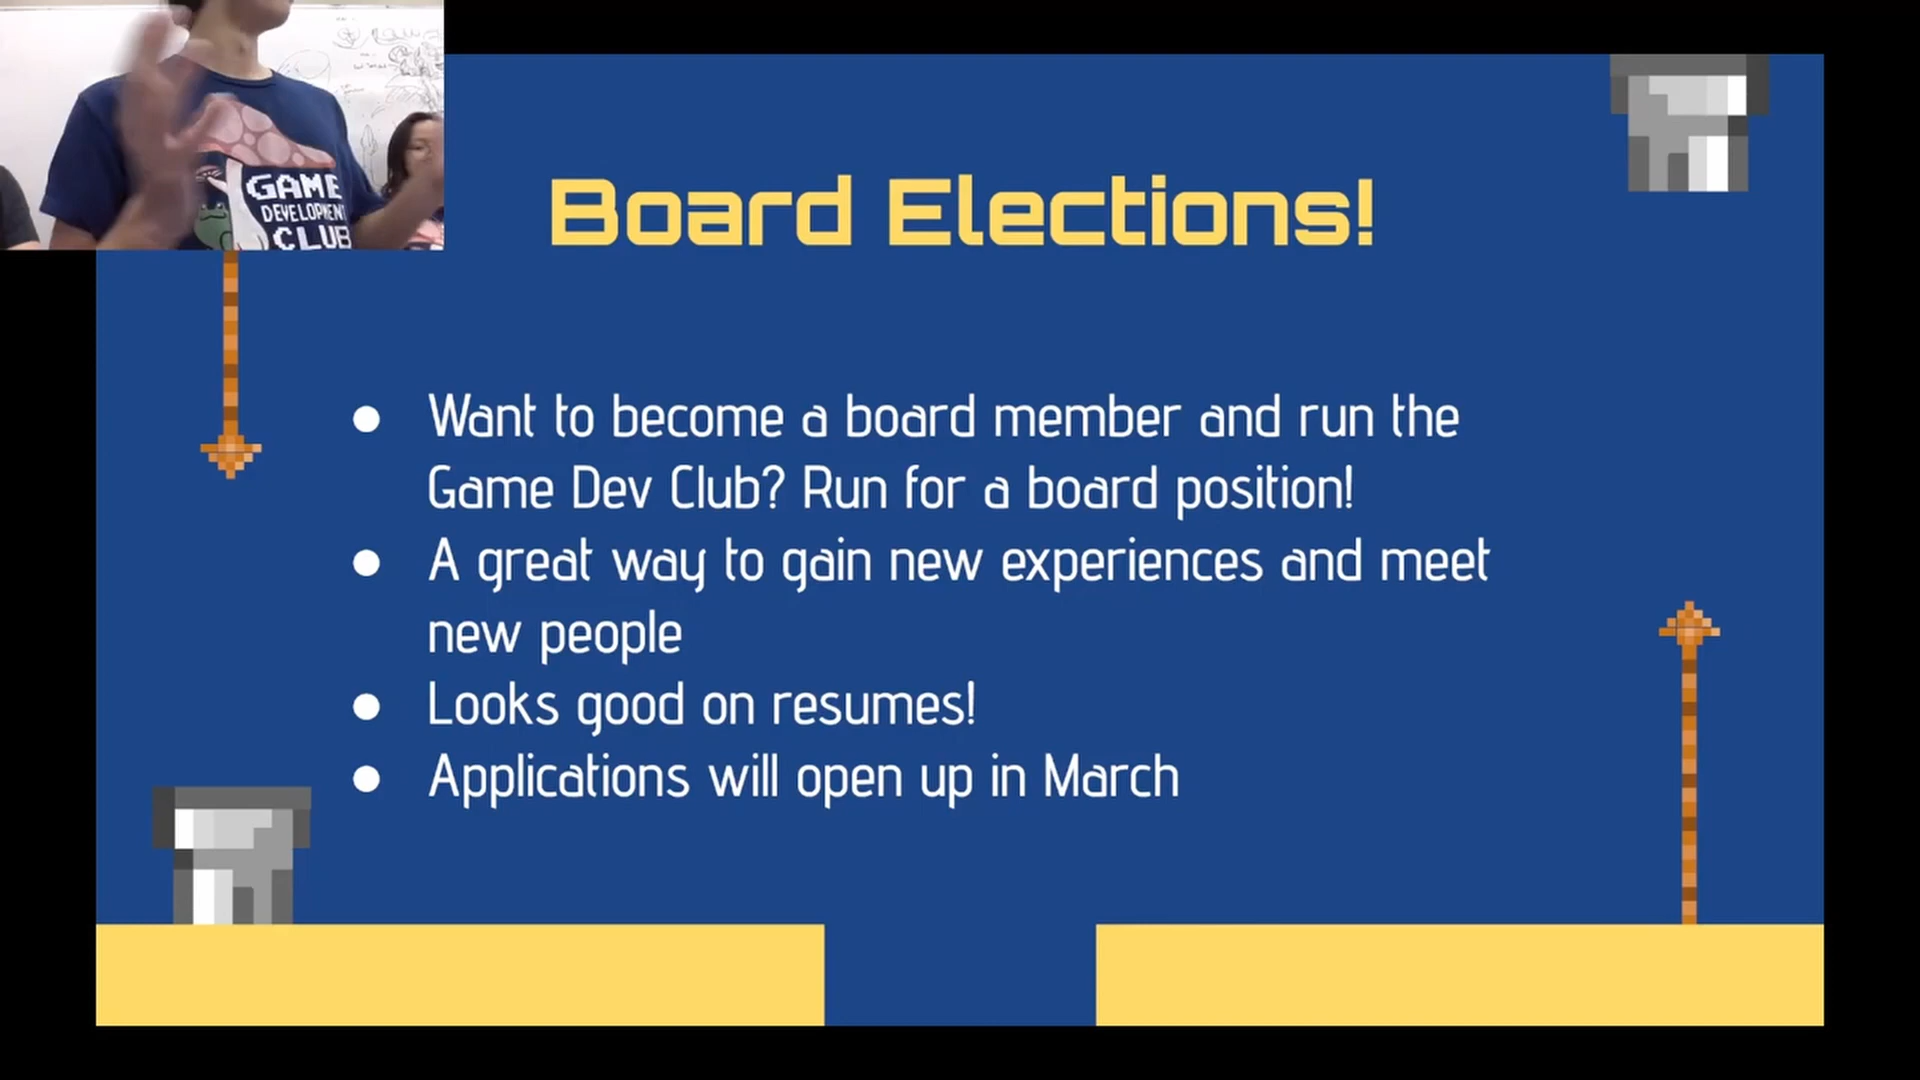 GAME
DEVELOPMENT
CLUB
Board Elections!
Want to become a board member and run the
Game Dev Club? Run for a board position!
A great way to gain new experiences and meet
new people
Looks good on resumes!
Applications will open up in March